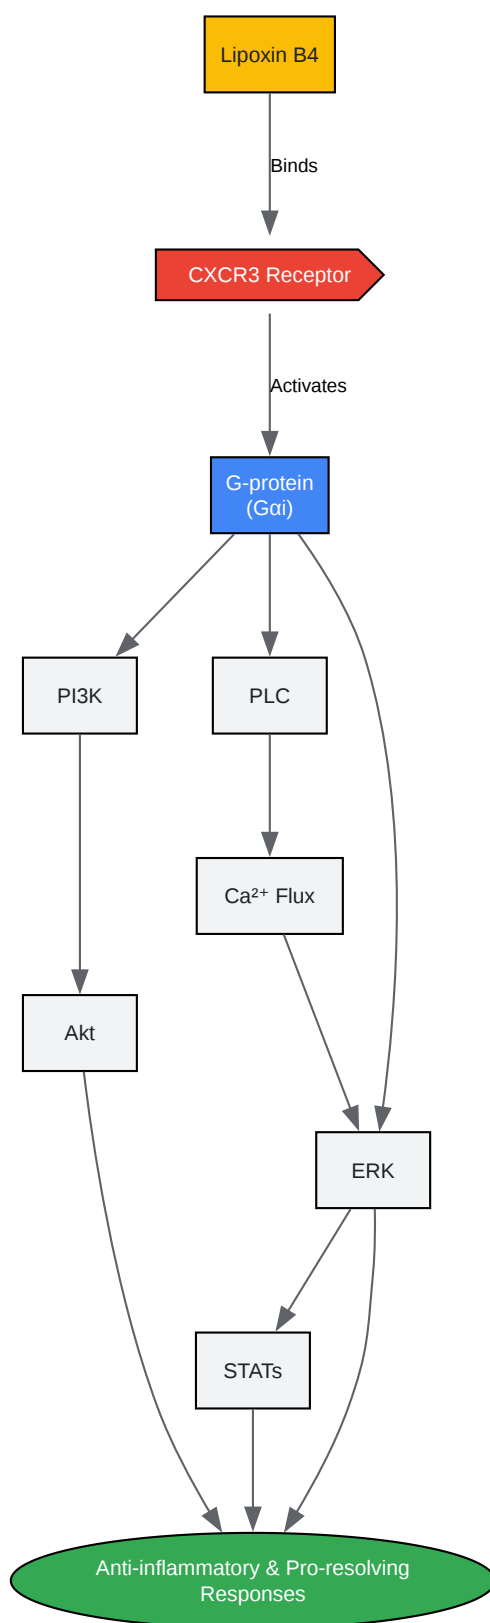 Lipoxin B4
Binds
CXCR3 Receptor
Activates
G-protein
(Gαi)
PI3K
PLC
Ca²⁺ Flux
Akt
ERK
STATs
Anti-inflammatory & Pro-resolving
Responses